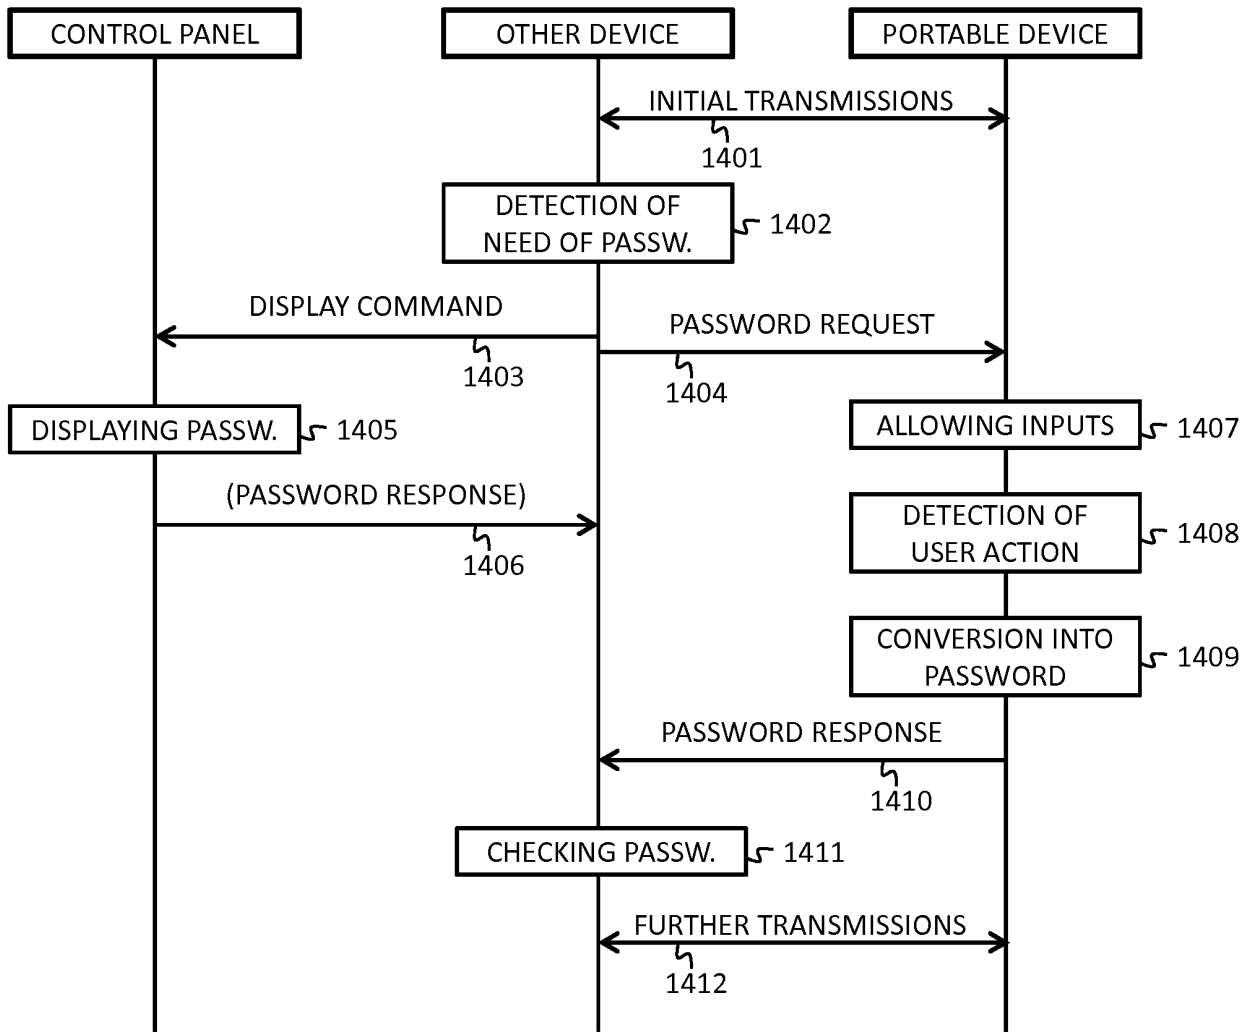 CONTROL PANEL
OTHER DEVICE
PORTABLE DEVICE
INITIAL TRANSMISSIONS
1401
DETECTION OF
NEED OF PASSW.
1402
DISPLAY COMMAND
1403
PASSWORD REQUEST
1404
DISPLAYING PASSW.
1405
ALLOWING INPUTS
1407
(PASSWORD RESPONSE)
1406
DETECTION OF
USER ACTION
1408
CONVERSION INTO
PASSWORD
1409
PASSWORD RESPONSE
1410
CHECKING PASSW.
1411
FURTHER TRANSMISSIONS
1412